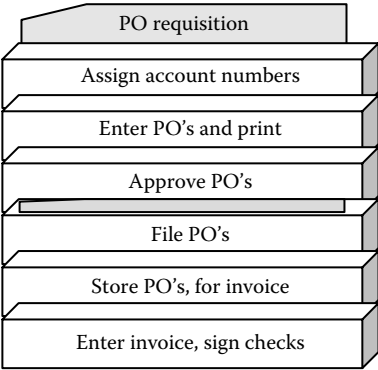 PO requisition
Assign account numbers
Enter PO's and print
Approve PO's
File PO's
Store PO's, for invoice
Enter invoice, sign checks